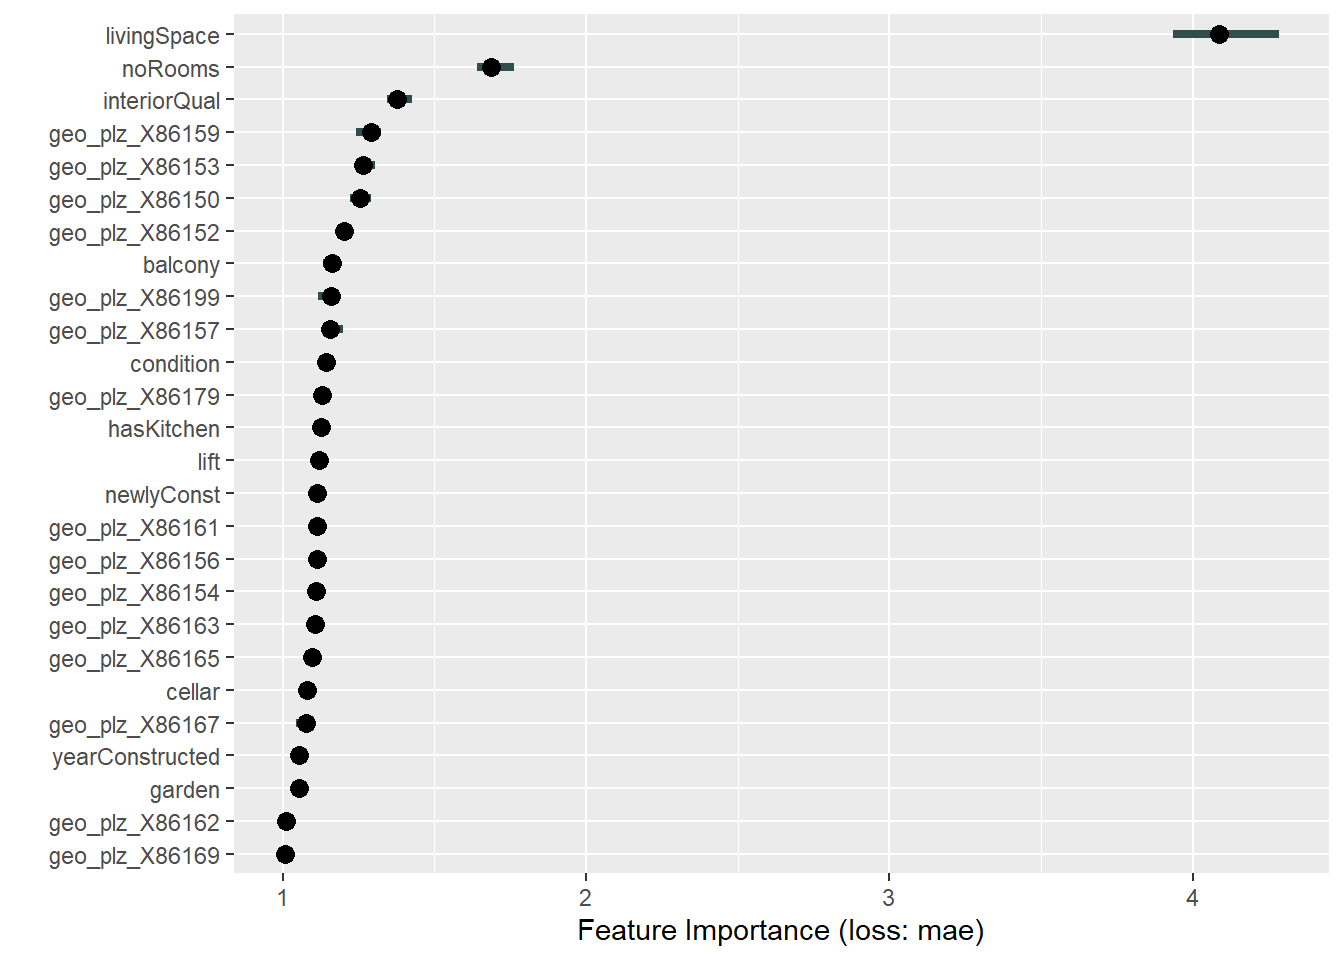 livingSpace
noRooms
interiorQual
geo_plz_X86159
geo_plz_X86153
geo_plz_X86150
geo_plz_X86152
balcony
geo_plz_X86199
geo_plz_X86157
condition
geo_plz_X86179
hasKitchen
lift
newlyConst
geo_plz_X86161
geo_plz_X86156
geo_plz_X86154
geo_plz_X86163
geo_plz_X86165
cellar
geo_plz_X86167
yearConstructed
garden
geo_plz_X86162
geo_plz_X86169
1 2 3 4
Feature Importance (loss: mae)